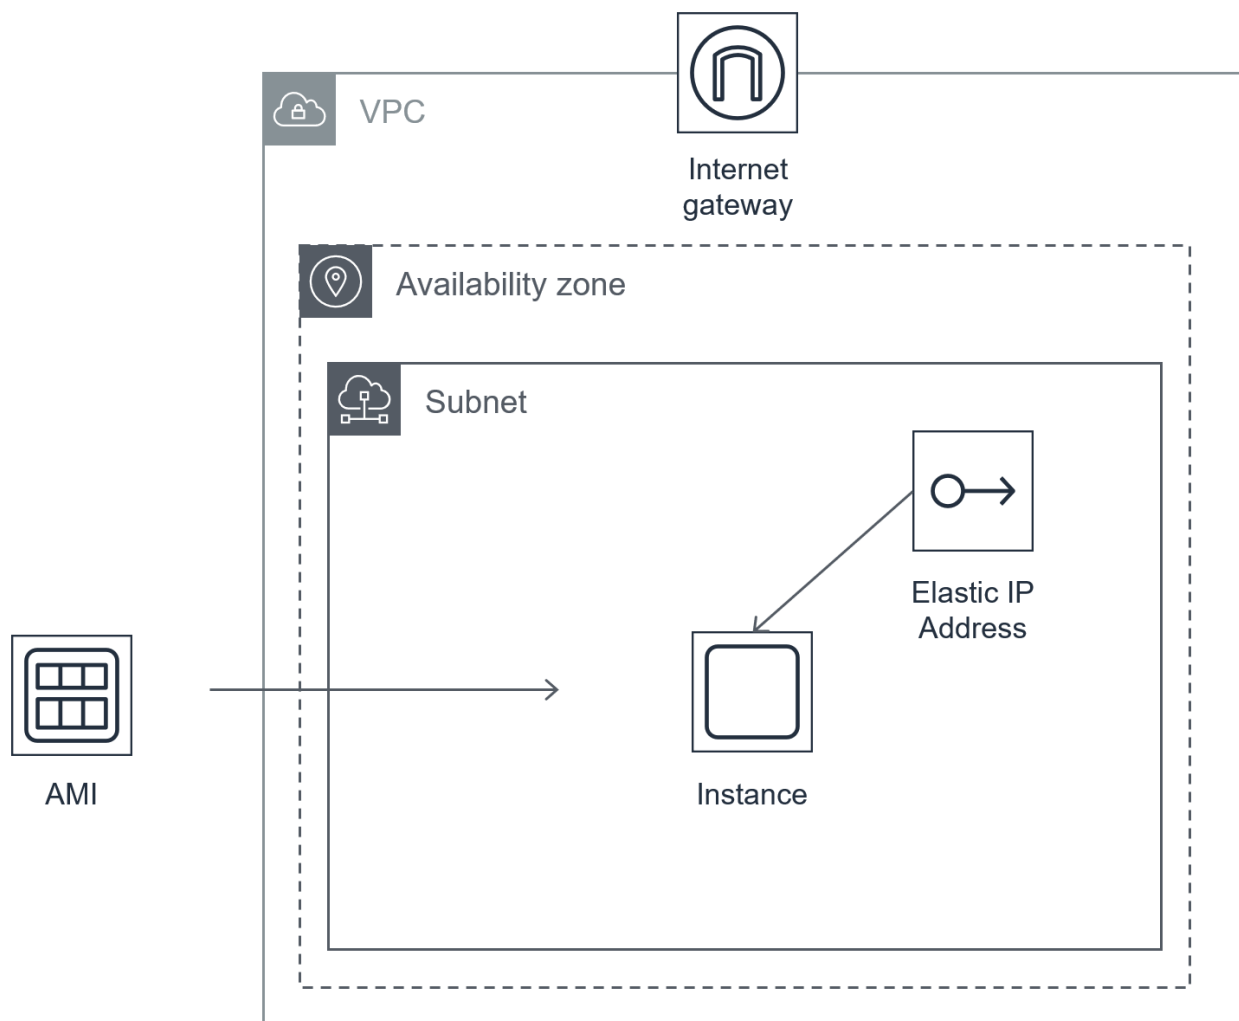 VPC
Internet
gateway
Availability zone
Subnet
Elastic IP
Address
AMI
Instance